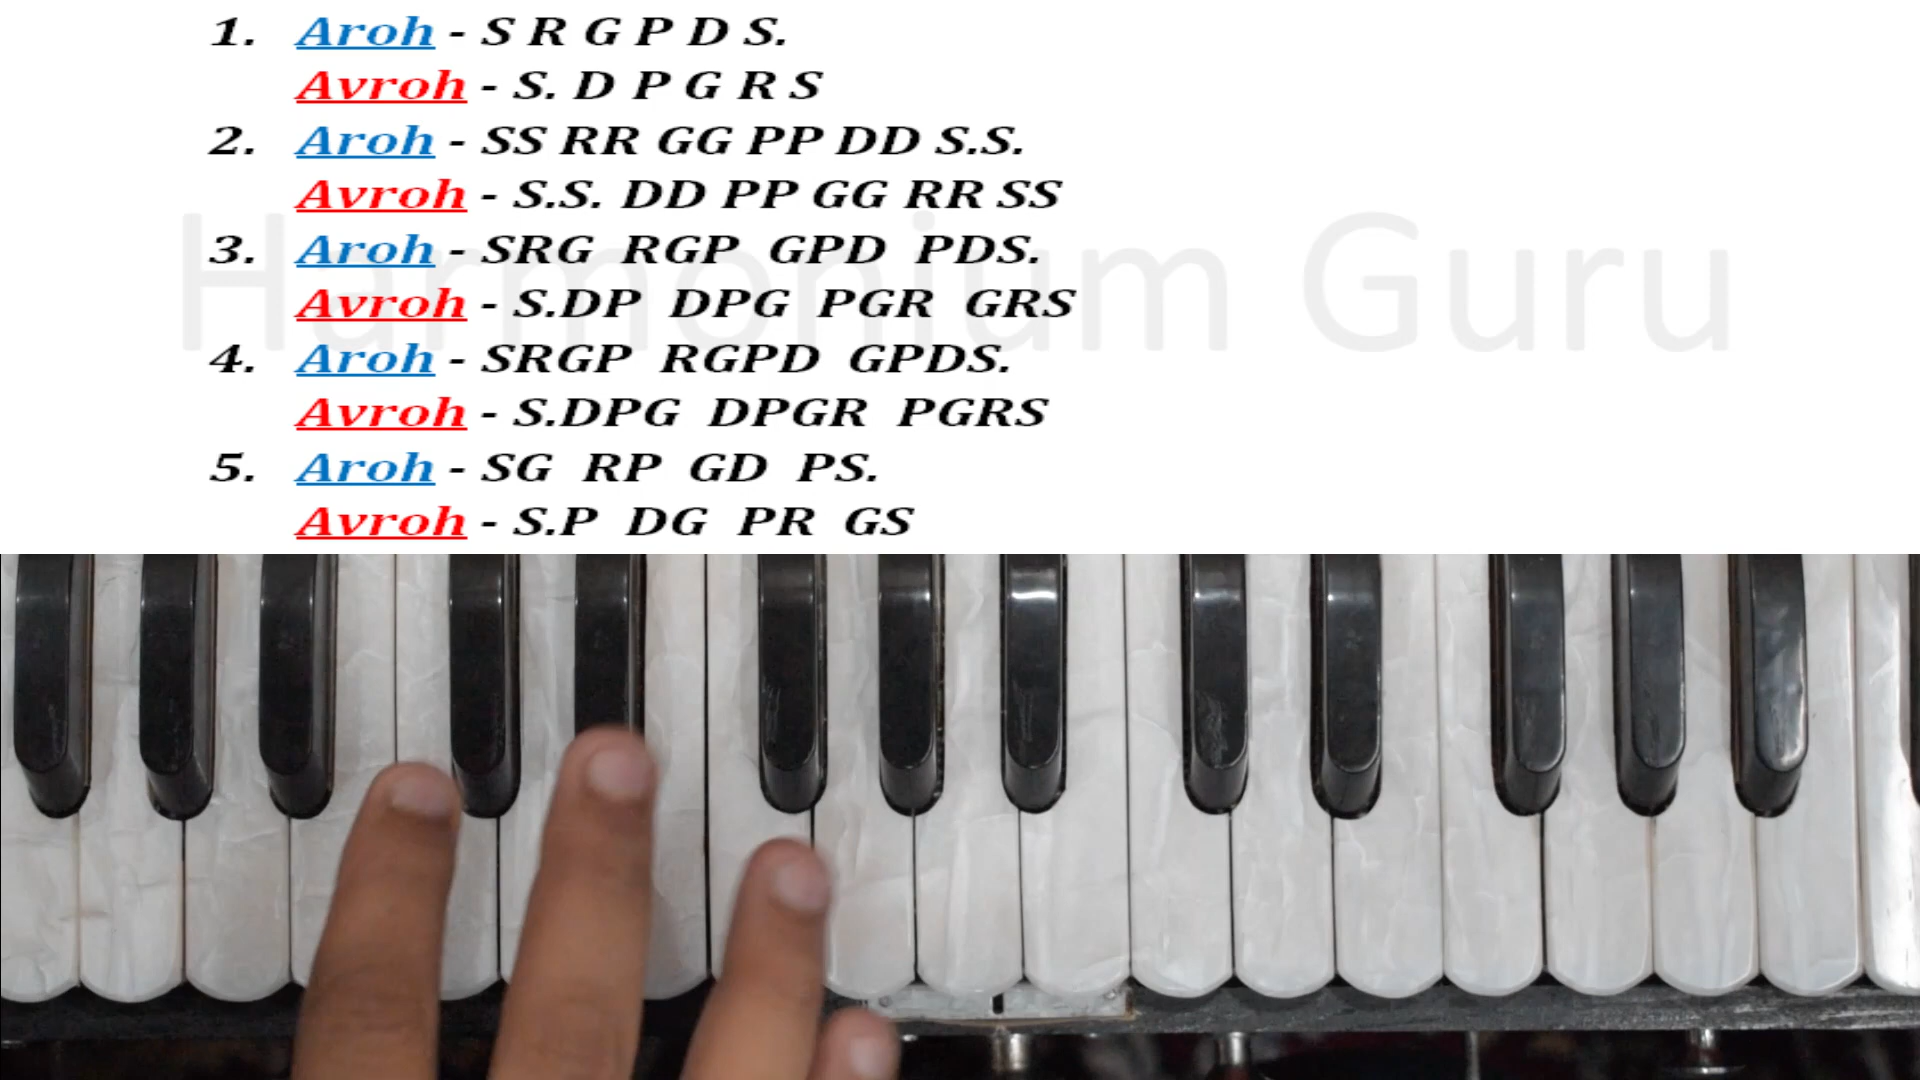 1. Aroh - S R G P D S.
Avroh - S. D P G R S
2. Aroh - SS RR GG PP DD S.S.
Avroh - S.S. DD PP GG RR SS
3. Aroh - SRG RGP GPD PDS.
Avroh - S.DP DPG PGR GRS
4. Aroh - SRGP RGPD GPDS.
Avroh - S.DPG DPGR PGRS
5. Aroh - SG RP GD PS.
Avroh - S.P DG PR GS
Harmonium Guru